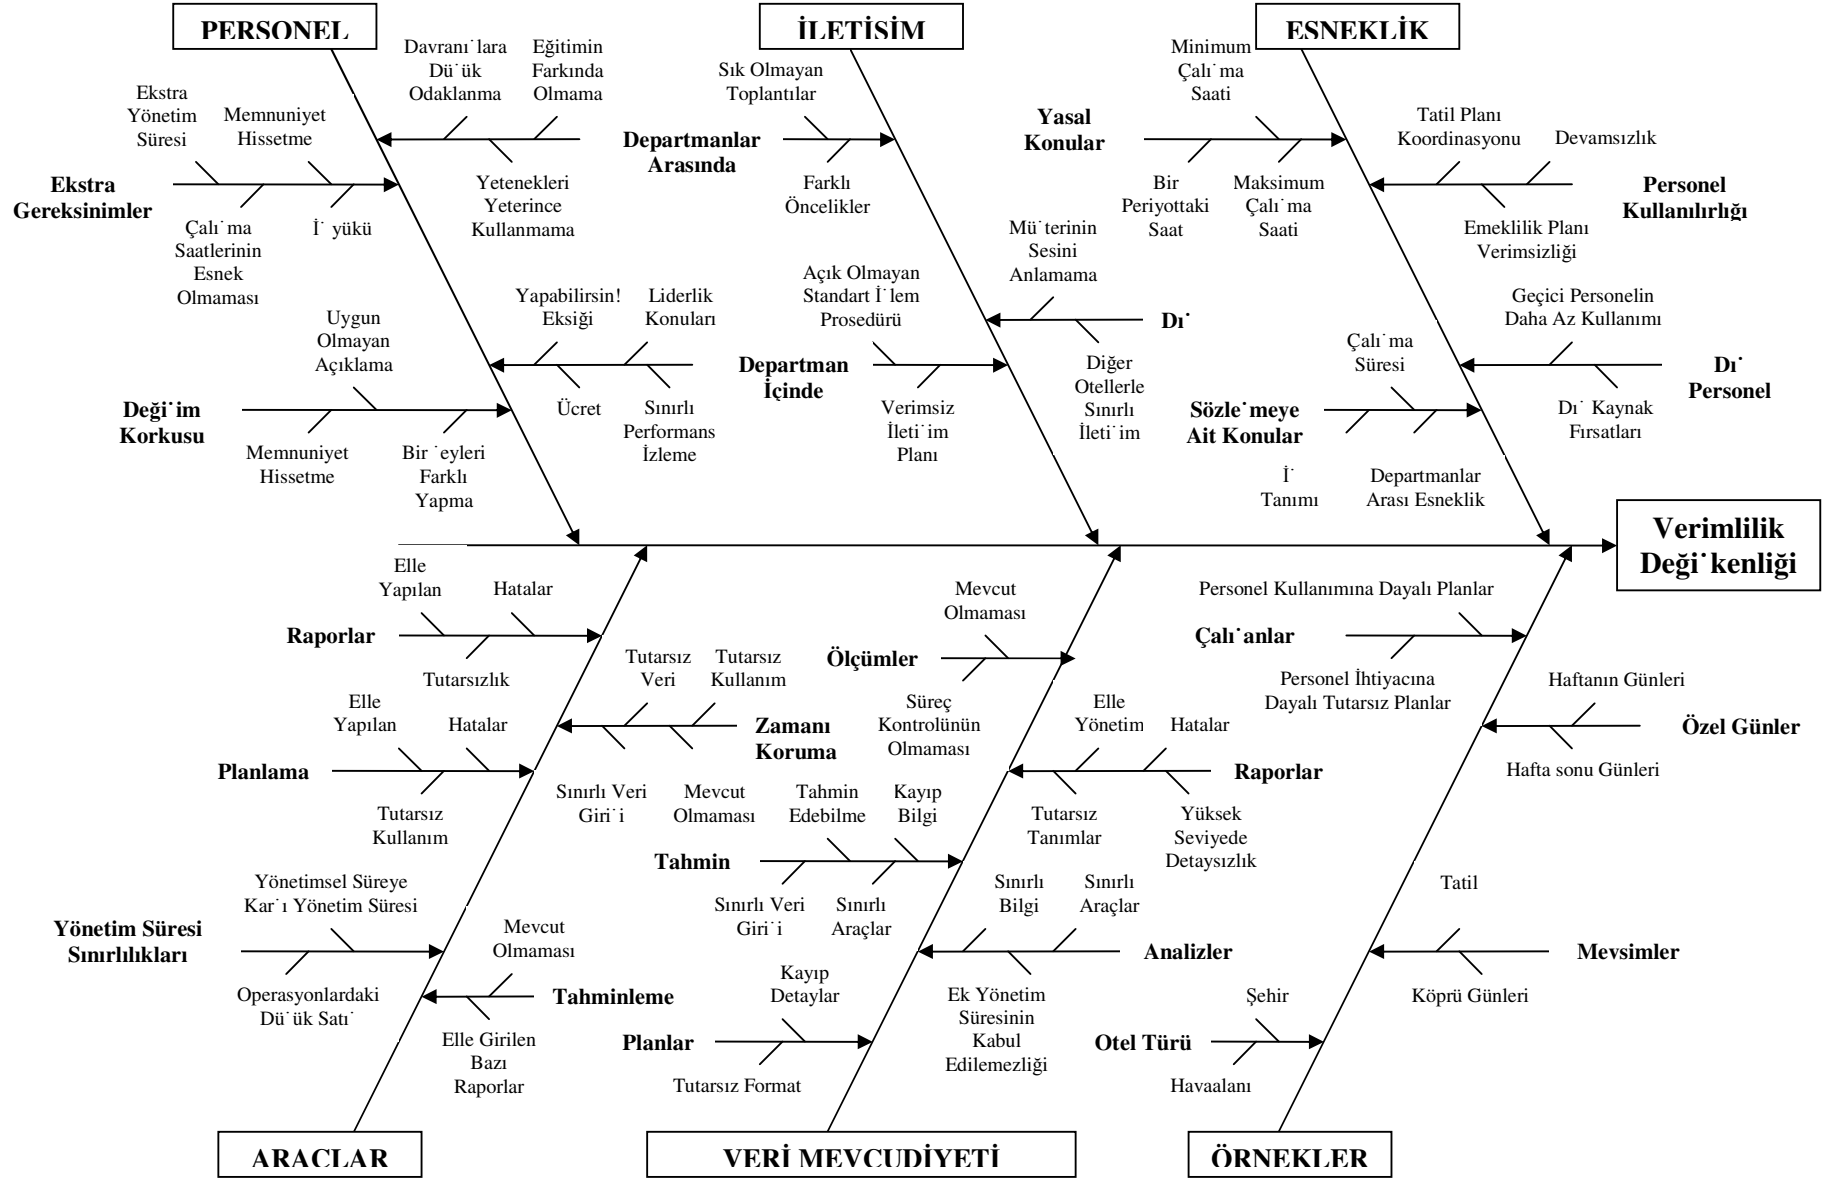 PERSONEL
İLETİSİM
ESNEKLİK
Davranı˙lara
Dü˙ük
Odaklanma
Eğitimin
Farkında
Olmama
Ekstra
Yönetim
Süresi
Memnuniyet
Hissetme
Ekstra
Gereksinimler
Çalı˙ma
Saatlerinin
Esnek
Olmaması
İ˙ yükü
Yetenekleri
Yeterince
Kullanmama
Uygun
Olmayan
Açıklama
Yapabilirsin!
Eksiği
Liderlik
Konuları
Deği˙im
Korkusu
Ücret
Sınırlı
Performans
İzleme
Memnuniyet
Hissetme
Bir ˙eyleri
Farklı
Yapma
Sık Olmayan
Toplantılar
Departmanlar
Arasında
Farklı
Öncelikler
Mü˙terinin
Sesini
Anlamama
Açık Olmayan
Standart İ˙lem
Prosedürü
Dı˙
Departman
İçinde
Diğer
Otellerle
Sınırlı
İleti˙im
Verimsiz
İleti˙im
Planı
Minimum
Çalı˙ma
Saati
Yasal
Konular
Bir
Periyottaki
Saat
Maksimum
Çalı˙ma
Saati
Tatil Planı
Koordinasyonu
Devamsızlık
Personel
Kullanılırlığı
Emeklilik Planı
Verimsizliği
Geçici Personelin
Daha Az Kullanımı
Çalı˙ma
Süresi
Dı˙
Personel
Sözle˙meye
Ait Konular
Dı˙ Kaynak
Fırsatları
İ˙
Tanımı
Departmanlar
Arası Esneklik
Verimlilik
Deği˙kenliği
Elle
Yapılan
Hatalar
Raporlar
Tutarsızlık
Tutarsız
Veri
Tutarsız
Kullanım
Elle
Yapılan
Hatalar
Zamanı
Koruma
Planlama
Tutarsız
Kullanım
Sınırlı Veri
Giri˙i
Mevcut
Olmaması
Yönetimsel Süreye
Kar˙ı Yönetim Süresi
Yönetim Süresi
Sınırlılıkları
Operasyonlardaki
Dü˙ük Satı˙
Mevcut
Olmaması
Tahminleme
Elle Girilen
Bazı
Raporlar
Mevcut
Olmaması
Ölçümler
Süreç
Kontrolünün
Olmaması
Elle
Yönetim
Hatalar
Raporlar
Tutarsız
Tanımlar
Yüksek
Seviyede
Detaysızlık
Tahmin
Edebilme
Kayıp
Bilgi
Tahmin
Sınırlı Veri
Giri˙i
Sınırlı
Araçlar
Sınırlı
Bilgi
Sınırlı
Araçlar
Analizler
Ek Yönetim
Süresinin
Kabul
Edilemezliği
Kayıp
Detaylar
Planlar
Tutarsız Format
Personel Kullanımına Dayalı Planlar
Çalı˙anlar
Personel İhtiyacına
Dayalı Tutarsız Planlar
Haftanın Günleri
Özel Günler
Hafta sonu Günleri
Tatil
Mevsimler
Köprü Günleri
Şehir
Otel Türü
Havaalanı
ARACLAR
VERİ MEVCUDİYETİ
ÖRNEKLER